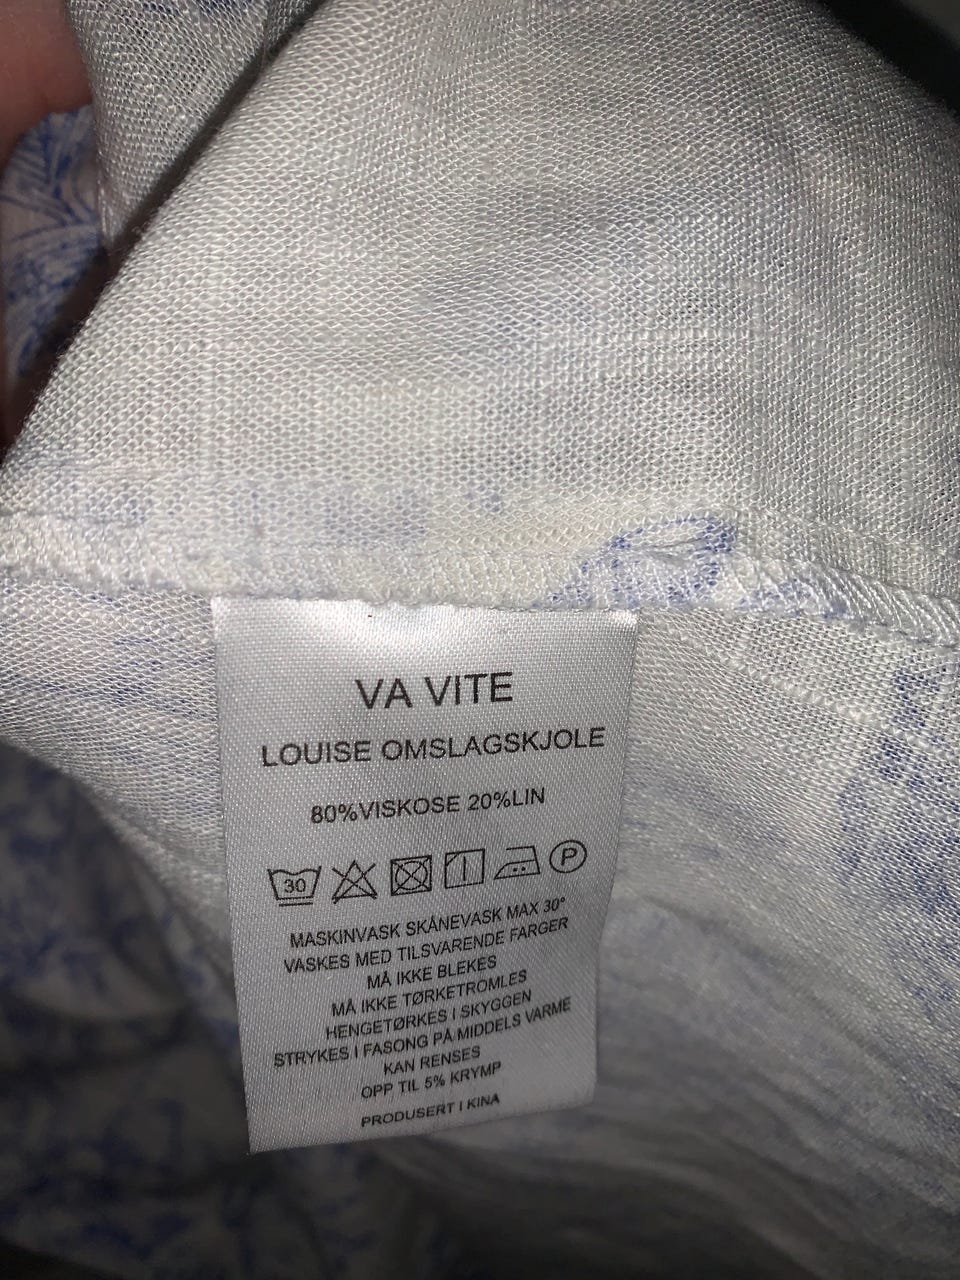 VA VITE
LOUISE OMSLAGSKJOLE
80%VISKOSE 20%LIN
30 P
MASKINVASK SKÅNEVASK MAX 30°
VASKES MED TILSVARENDE FARGER
MÅ IKKE BLEKES
MÅ IKKE TØRKETROMLES
HENGETØRKES I SKYGGEN
STRYKES I FASONG PÅ MIDDELS VARME
KAN RENSES
OPP TIL 5% KRYMP
PRODUSERT I KINA